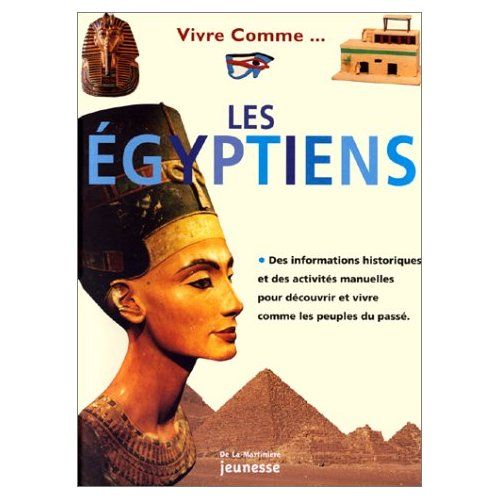 Vivre Comme ...
LES
ÉGYPTIENS
• Des informations historiques
et des activités manuelles
pour découvrir et vivre
comme les peuples du passé.
De La Martinière
jeunesse